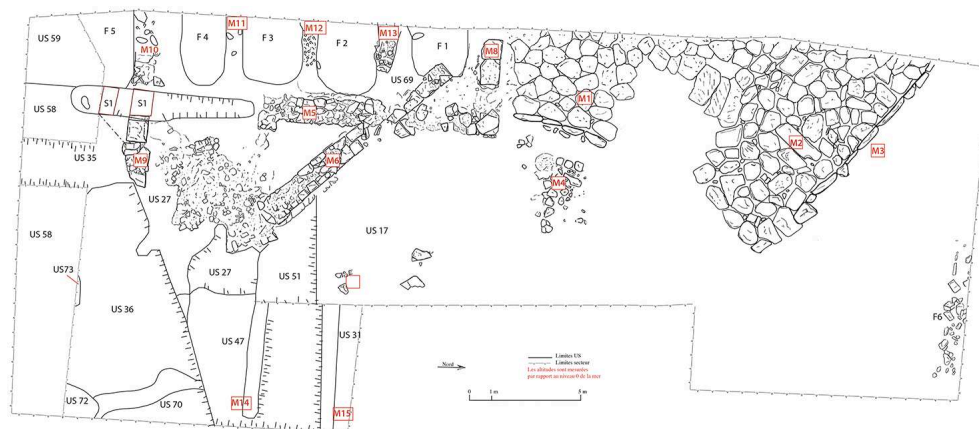 US 59
F 5
M10
F 4
M11
F 3
M12
F 2
M13
F 1
M8
US 69
M1
M2
M3
US 58
S1
S1
M5
US 35
M9
M6
M4
US 27
US 17
US 58
US73
US 36
US 27
US 51
US 47
US 31
F6
US 72
US 70
M14
M15
Nord
Limites US
Limites secteur
Les altitudes sont mesurées
par rapport au niveau 0 de la mer
0 1 m 5 m